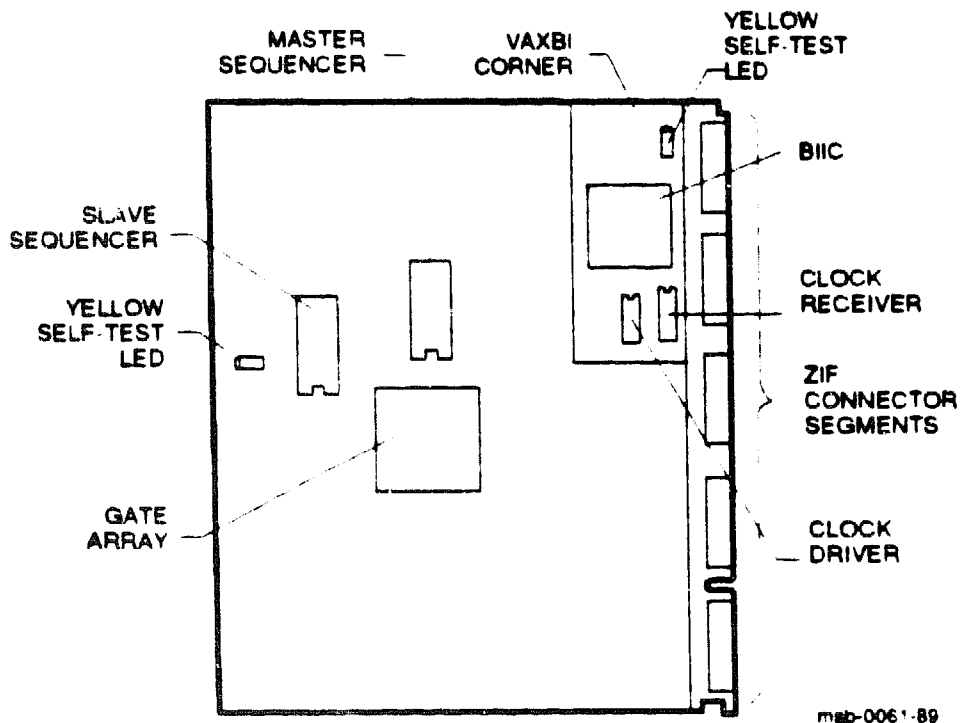 MASTER
SEQUENCER
VAXBI
CORNER
YELLOW
SELF-TEST
LED
BIIC
SLAVE
SEQUENCER
YELLOW
SELF-TEST
LED
CLOCK
RECEIVER
ZIF
CONNECTOR
SEGMENTS
GATE
ARRAY
CLOCK
DRIVER
msb-0061-89